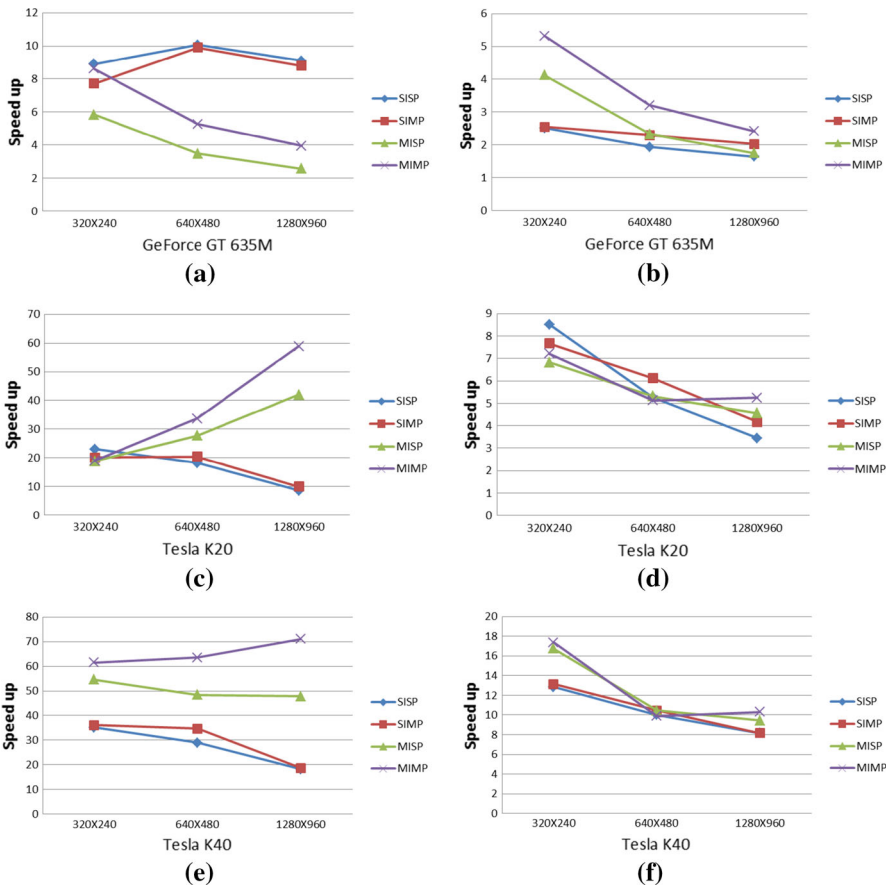 12
10
8
6
4
2
0
Speed up
320X240 640X480 1280X960
GeForce GT 635M
SISP
SIMP
MISP
MIMP
(a)
6
5
4
3
2
1
0
Speed up
320X240 640X480 1280X960
GeForce GT 635M
SISP
SIMP
MISP
MIMP
(b)
70
60
50
40
30
20
10
0
Speed up
320X240 640X480 1280X960
Tesla K20
SISP
SIMP
MISP
MIMP
(c)
9
8
7
6
5
4
3
2
1
0
Speed up
320X240 640X480 1280X960
Tesla K20
SISP
SIMP
MISP
MIMP
(d)
80
70
60
50
40
30
20
10
0
Speed up
320X240 640X480 1280X960
Tesla K40
SISP
SIMP
MISP
MIMP
(e)
20
18
16
14
12
10
8
6
4
2
0
Speed up
320X240 640X480 1280X960
Tesla K40
SISP
SIMP
MISP
MIMP
(f)